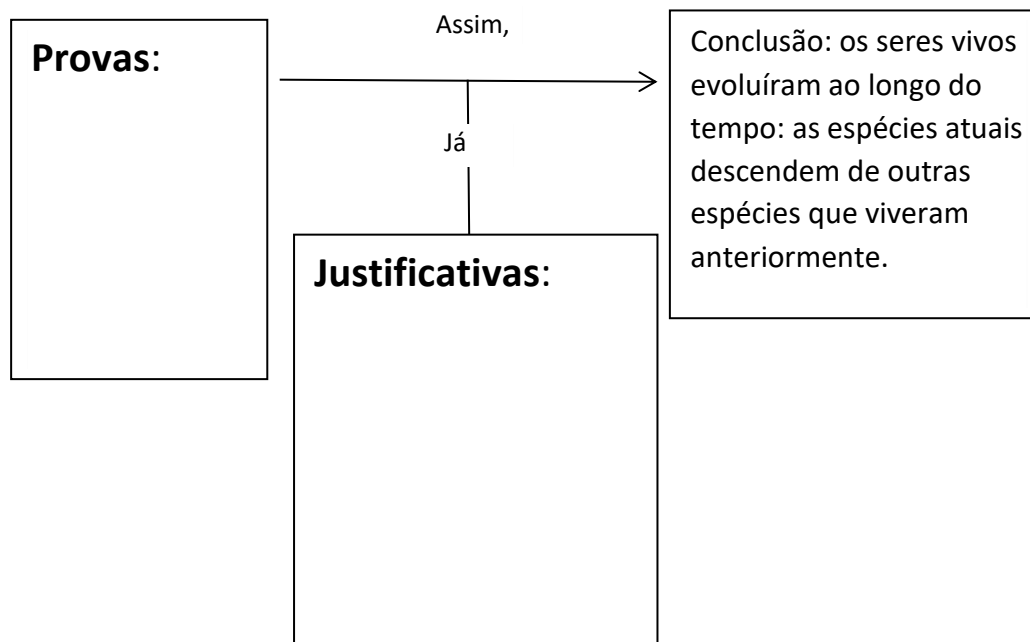 Provas:
Assim,
Já
Justificativas:
Conclusão: os seres vivos
evoluíram ao longo do
tempo: as espécies atuais
descendem de outras
espécies que viveram
anteriormente.